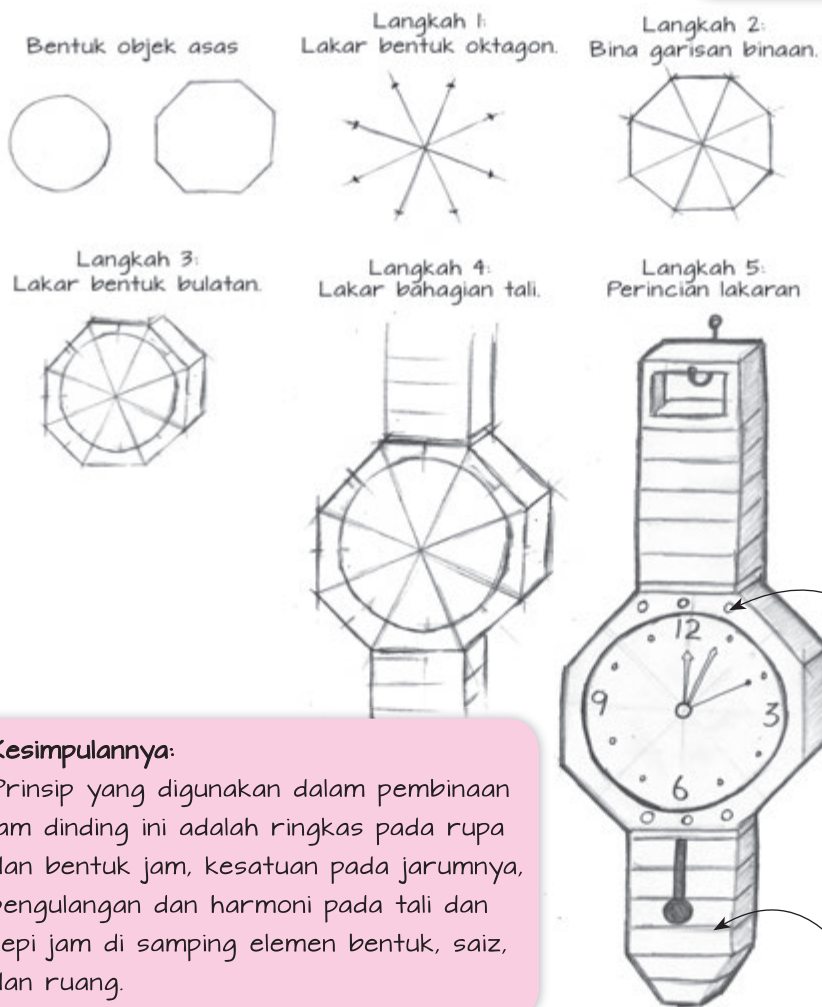 Bentuk objek asas
Langkah 1:
Lakar bentuk oktagon.
Langkah 2:
Bina garisan binaan.
Langkah 3:
Lakar bentuk bulatan.
Langkah 4:
Lakar bahagian tali.
Langkah 5:
Perincian lakaran
12
9
3
6
Kesimpulannya:
Prinsip yang digunakan dalam pembinaan
jam dinding ini adalah ringkas pada rupa
dan bentuk jam, kesatuan pada jarumnya,
pengulangan dan harmoni pada tali dan
tepi jam di samping elemen bentuk, saiz,
dan ruang.